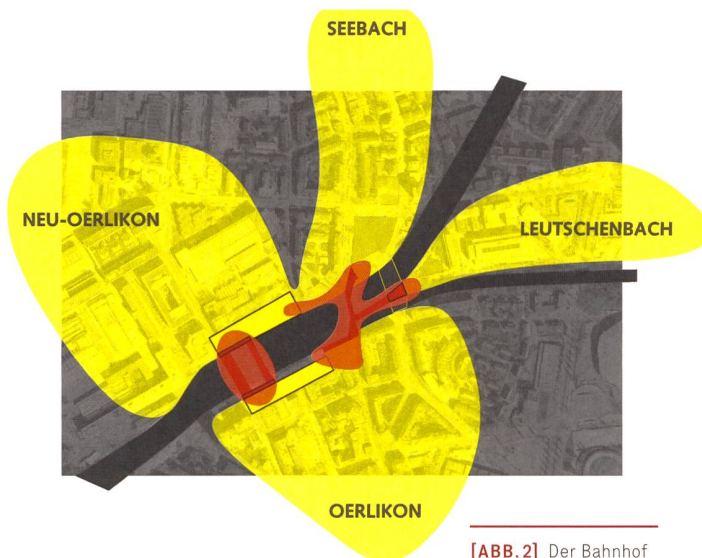 SEEBACH
NEU-OERLIKON
LEUTSCHENBACH
OERLIKON
[ABB.2] Der Bahnhof